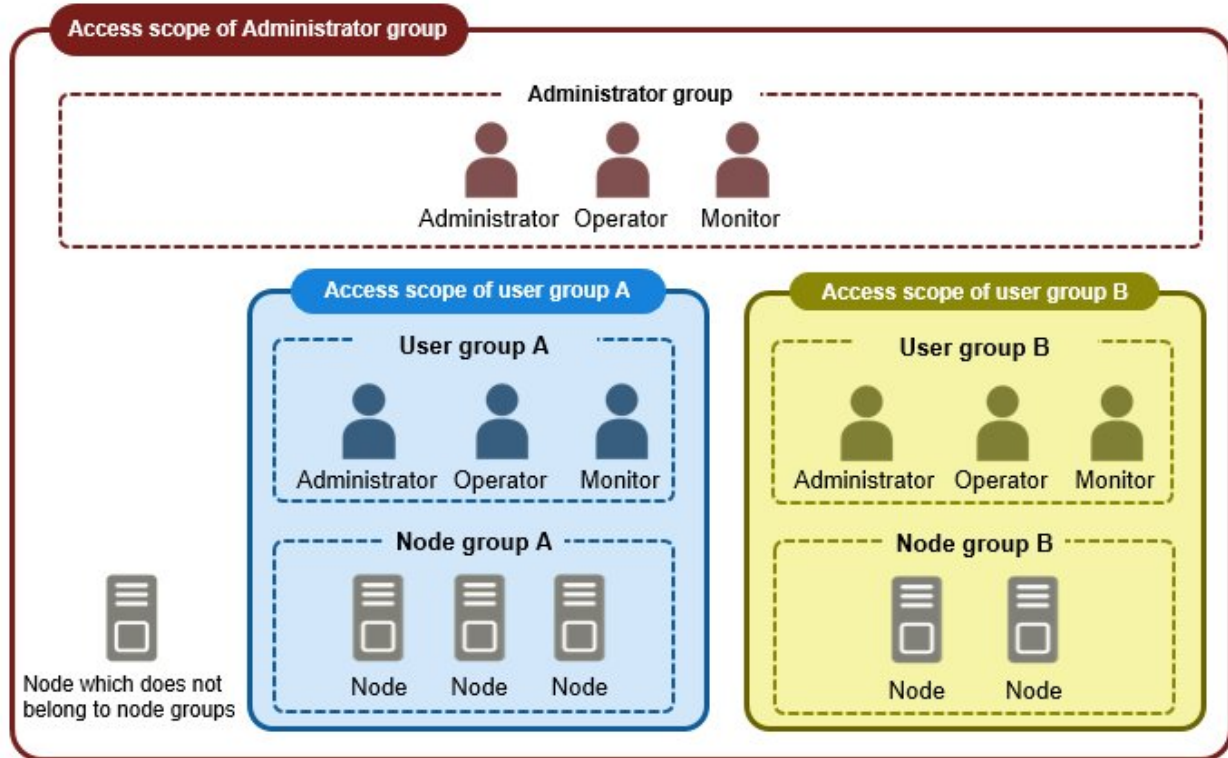 Access scope of Administrator group
Administrator group
Administrator Operator Monitor
Access scope of user group A
User group A
Administrator Operator Monitor
Node group A
Node Node Node
Access scope of user group B
User group B
Administrator Operator Monitor
Node group B
Node Node
Node which does not
belong to node groups